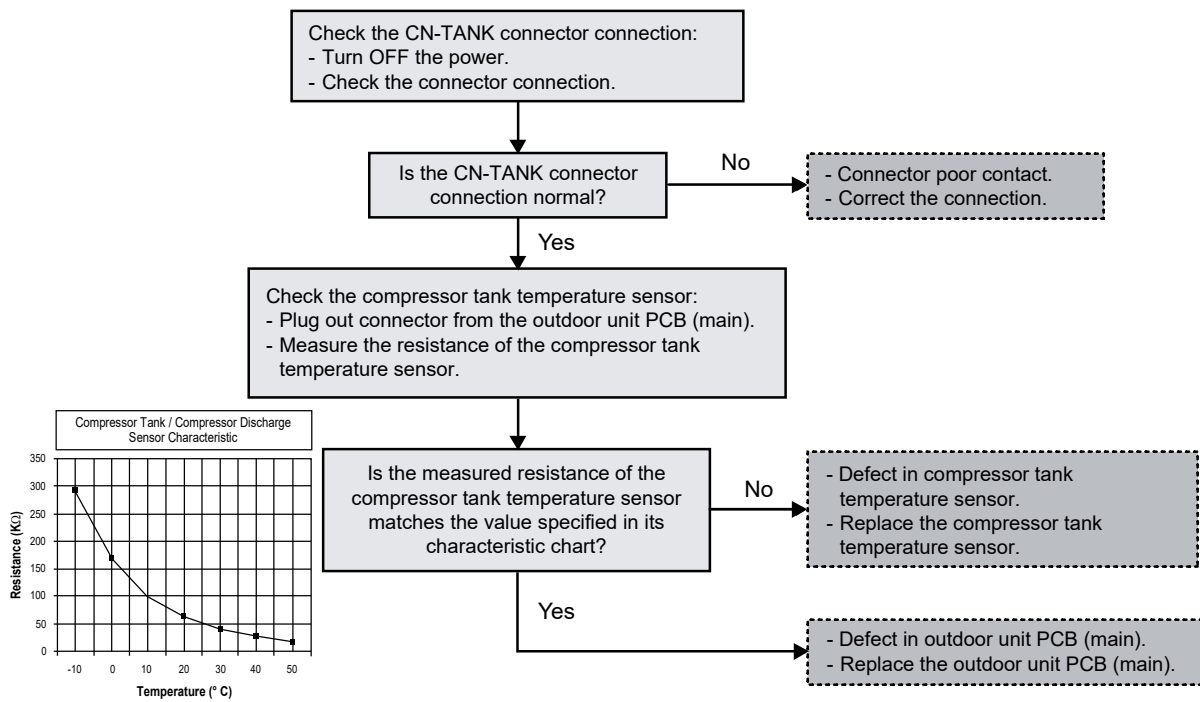 Check the CN-TANK connector connection:
- Turn OFF the power.
- Check the connector connection.
Is the CN-TANK connector
connection normal?
No
- Connector poor contact.
- Correct the connection.
Yes
Check the compressor tank temperature sensor:
- Plug out connector from the outdoor unit PCB (main).
- Measure the resistance of the compressor tank
temperature sensor.
Compressor Tank / Compressor Discharge
Sensor Characteristic
350
300
250
200
150
100
50
0
Resistance (KΩ)
-10 0 10 20 30 40 50
Temperature (° C)
Is the measured resistance of the
compressor tank temperature sensor
matches the value specified in its
characteristic chart?
No
- Defect in compressor tank
temperature sensor.
- Replace the compressor tank
temperature sensor.
Yes
- Defect in outdoor unit PCB (main).
- Replace the outdoor unit PCB (main).